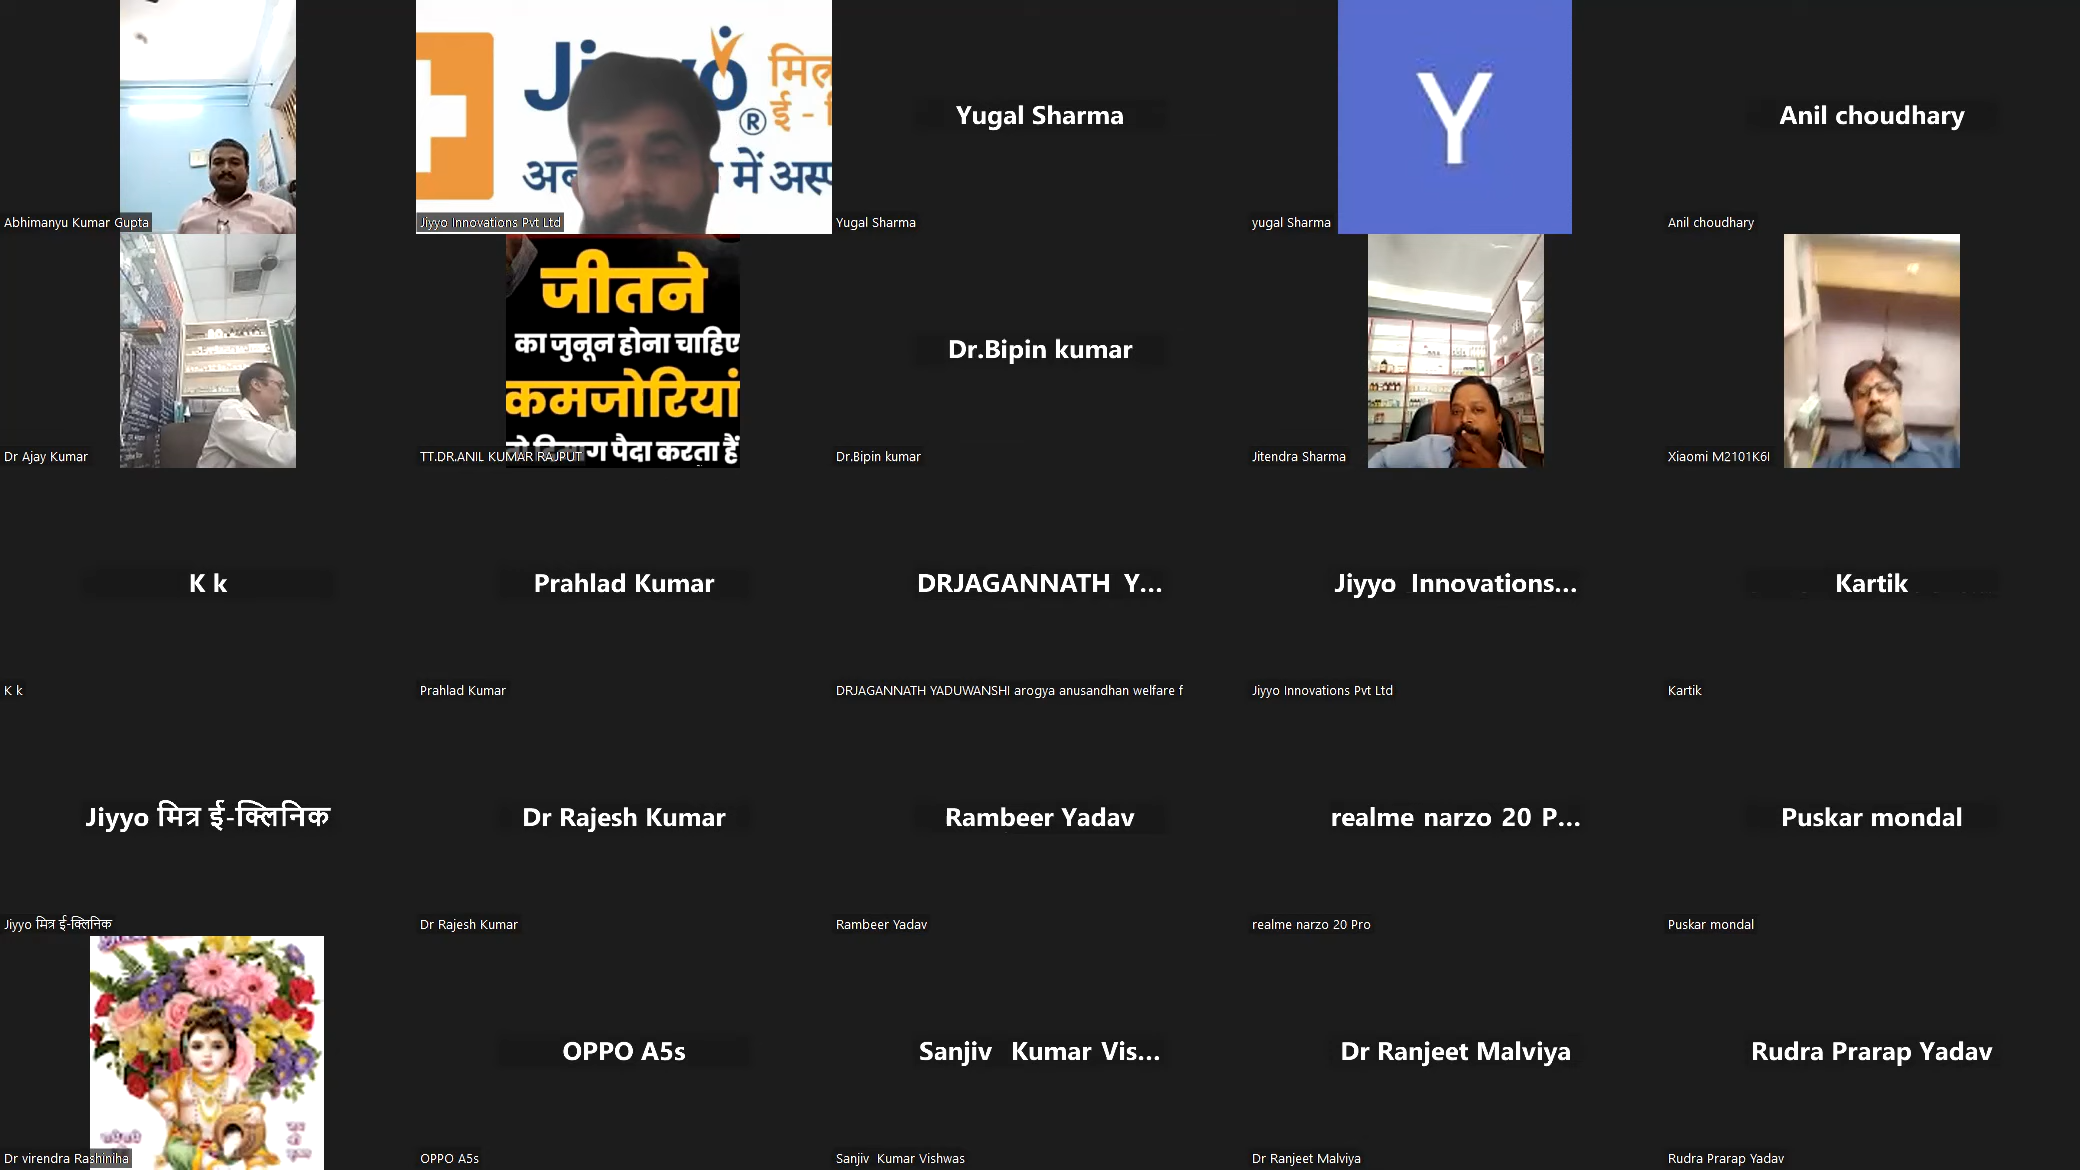 Abhimanyu Kumar Gupta
Jiyyo Innovations Pvt Ltd
Yugal Sharma
Yugal Sharma
Y
yugal Sharma
Anil choudhary
Anil choudhary
Dr Ajay Kumar
जीतने
का जुनून होना चाहिए
कमजोरियां
पैदा करता हैं
TT.DR.ANIL KUMAR RAJPUT
Dr.Bipin kumar
Dr.Bipin kumar
Jitendra Sharma
Xiaomi M2101K6I
K k
K k
Prahlad Kumar
Prahlad Kumar
DRJAGANNATH Y...
DRJAGANNATH YADUWANSHI arogya anusandhan welfare f
Jiyyo Innovations...
Jiyyo Innovations Pvt Ltd
Kartik
Kartik
Jiyyo मित्र ई-क्लिनिक
Jiyyo मित्र ई-क्लिनिक
Dr Rajesh Kumar
Dr Rajesh Kumar
Rambeer Yadav
Rambeer Yadav
realme narzo 20 P...
realme narzo 20 Pro
Puskar mondal
Puskar mondal
Dr virendra Rashiniha
OPPO A5s
OPPO A5s
Sanjiv Kumar Vis...
Sanjiv Kumar Vishwas
Dr Ranjeet Malviya
Dr Ranjeet Malviya
Rudra Prarap Yadav
Rudra Prarap Yadav